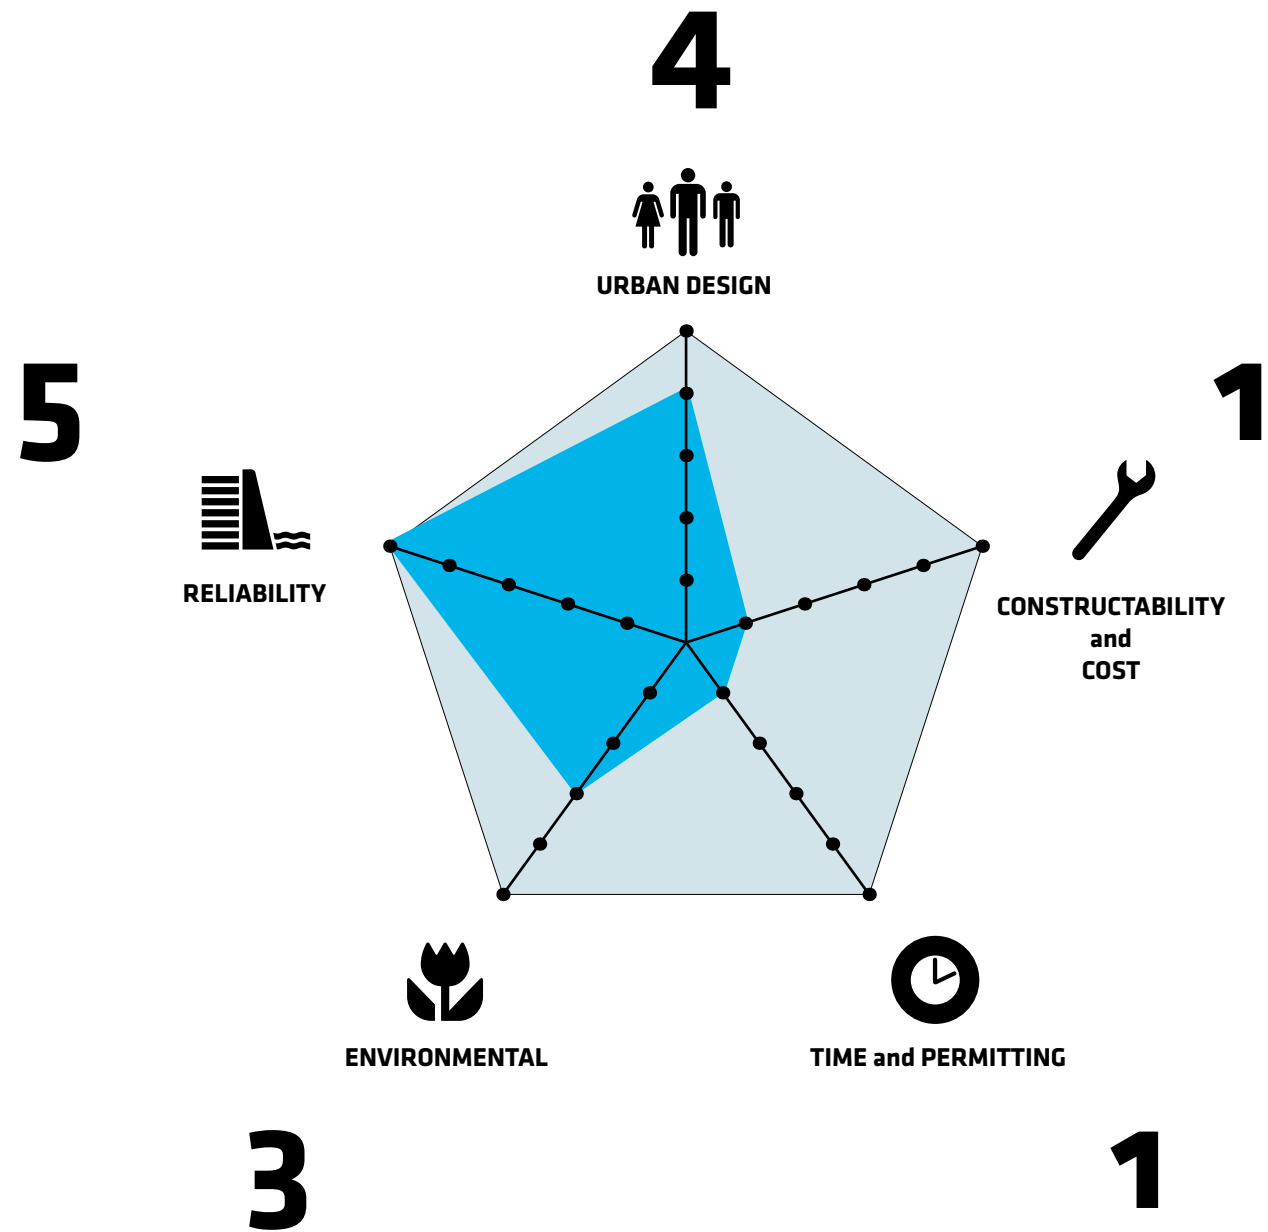 4
URBAN DESIGN
5
1
RELIABILITY
CONSTRUCTABILITY
and
COST
ENVIRONMENTAL
TIME and PERMITTING
3
1